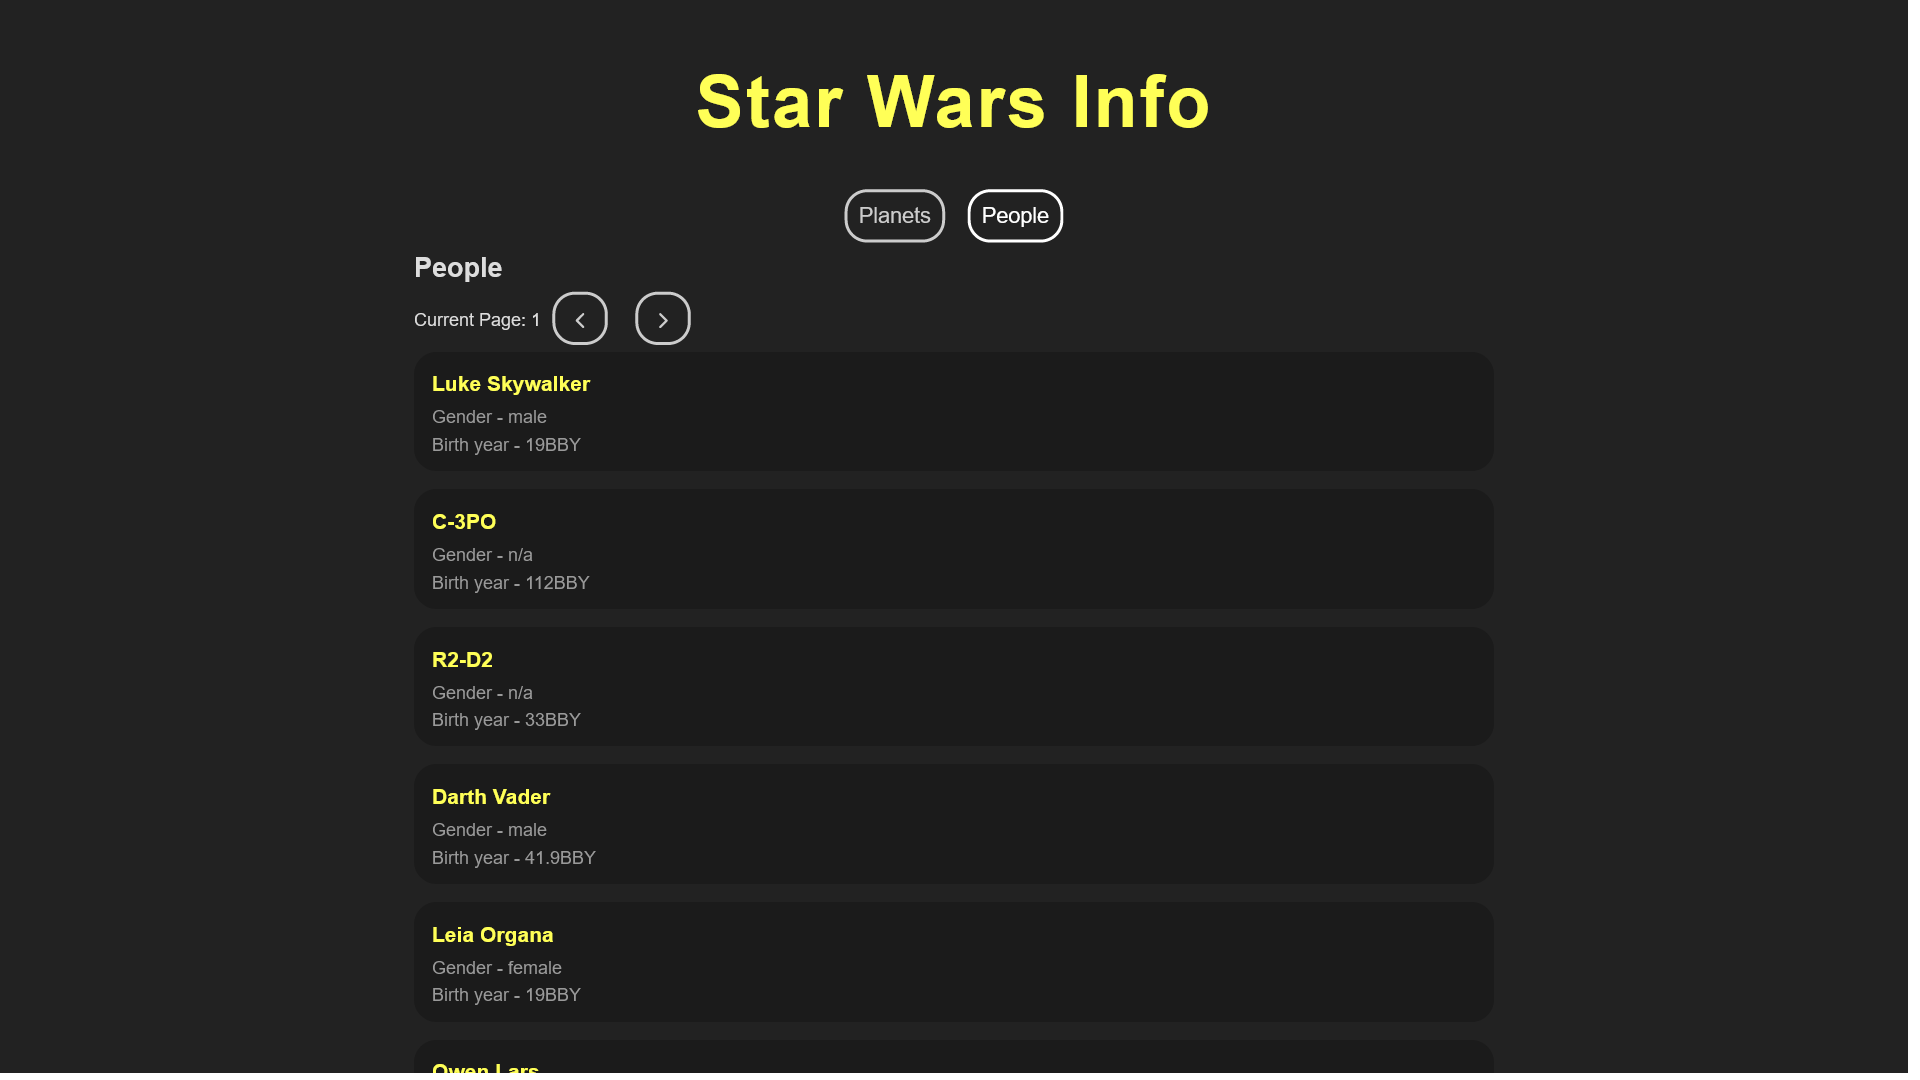 Star Wars Info
Planets People
People
Current Page: 1
Luke Skywalker
Gender - male
Birth year - 19BBY
C-3PO
Gender - n/a
Birth year - 112BBY
R2-D2
Gender - n/a
Birth year - 33BBY
Darth Vader
Gender - male
Birth year - 41.9BBY
Leia Organa
Gender - female
Birth year - 19BBY
Owen Lars